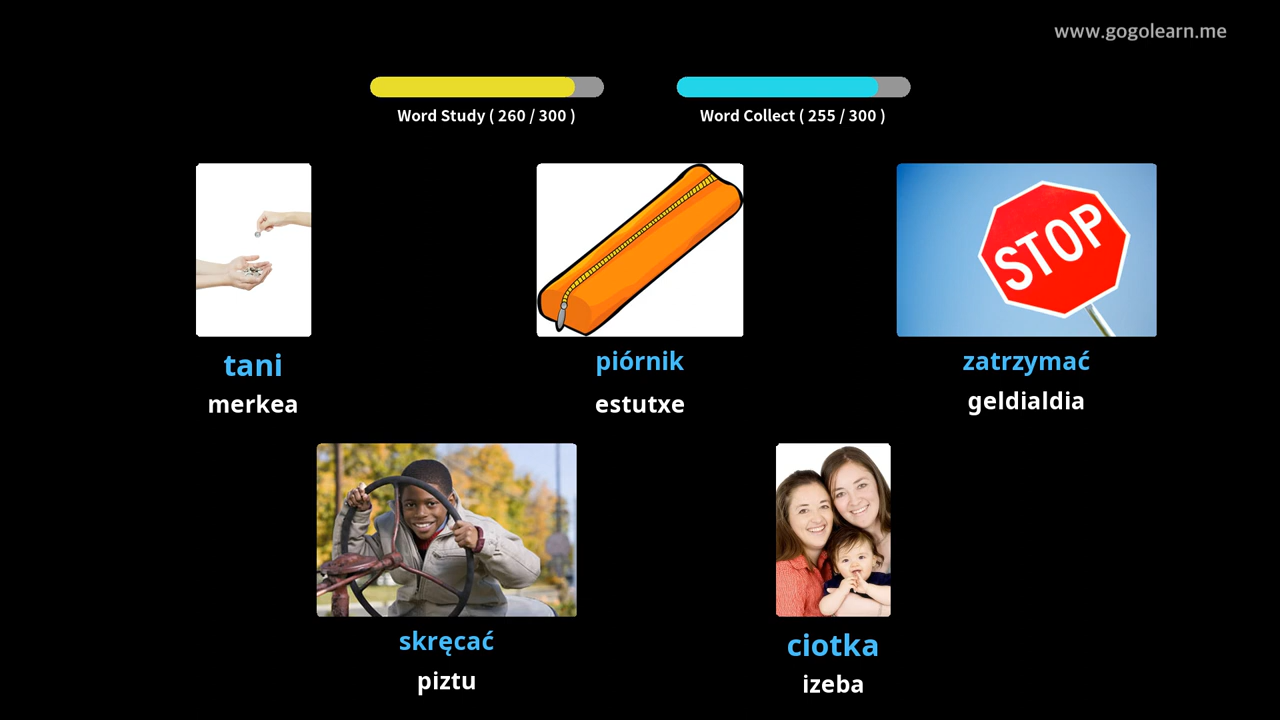 www.gogolearn.me
Word Study ( 260 / 300 )
Word Collect ( 255 / 300 )
STOP
tani
merkea
piórnik
estutxe
zatrzymać
geldialdia
skręcać
piztu
ciotka
izeba